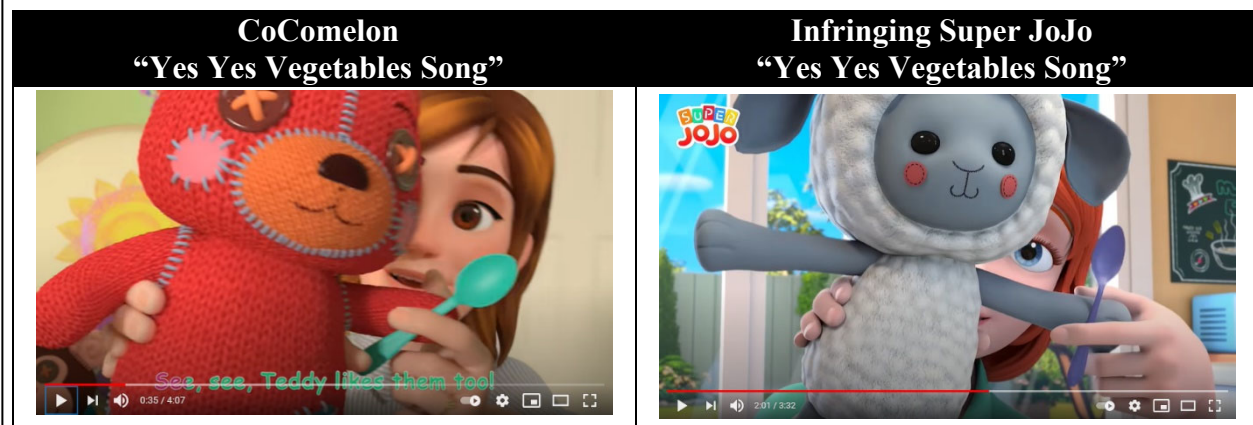 CoComelon
“Yes Yes Vegetables Song”
Infringing Super JoJo
“Yes Yes Vegetables Song”
See, see, Teddy likes them too!
0:35 / 4:07
SUPER
JOJO
2:01 / 3:32